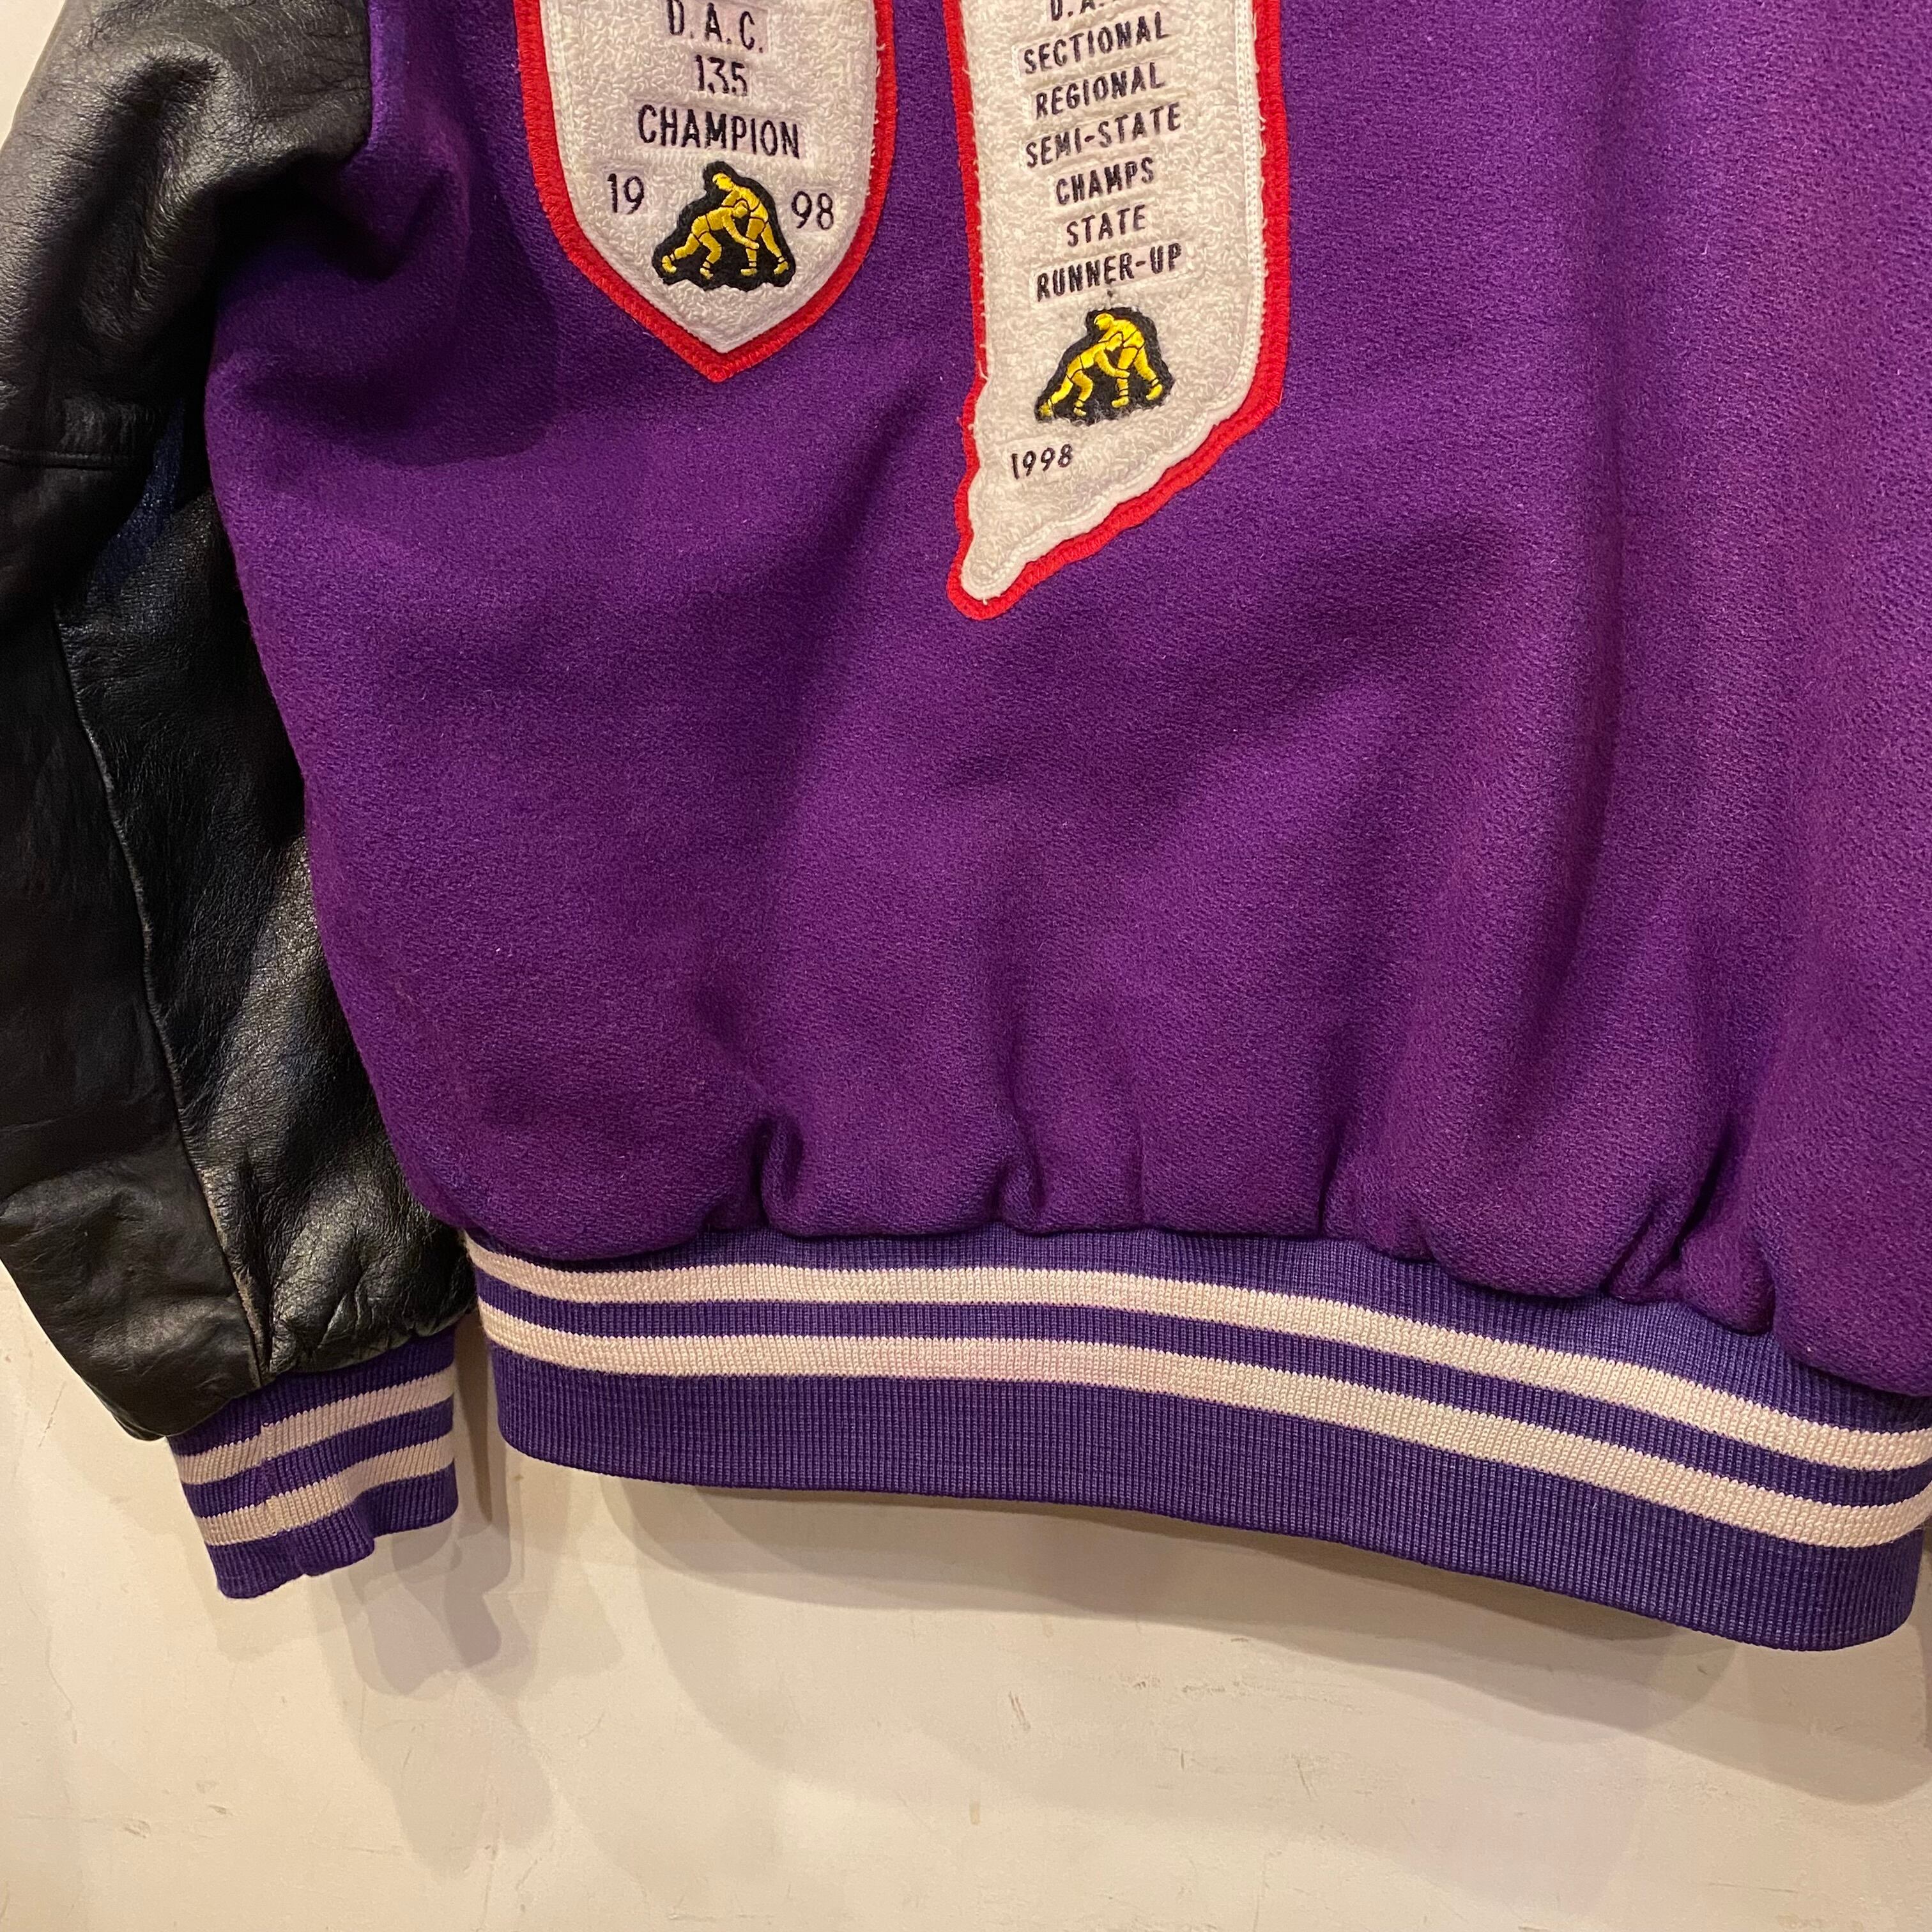 D.A.C.
135
CHAMPION
19 98
SECTIONAL
REGIONAL
SEMI-STATE
CHAMPS
STATE
RUNNER-UP
1998